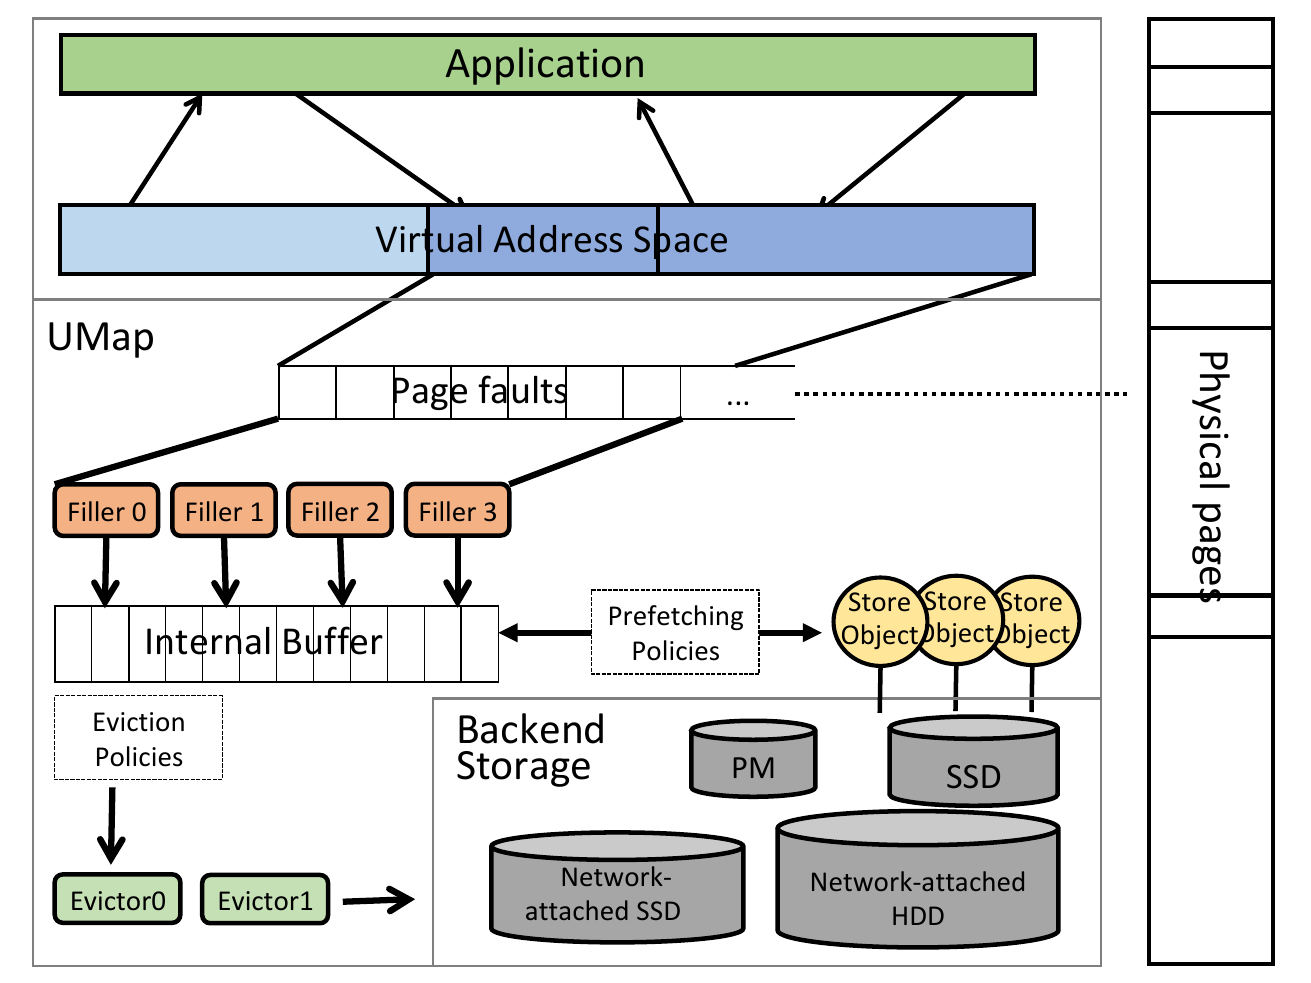 Application
Virtual Address Space
UMap
Page faults
...
Physical pages
Filler 0
Filler 1
Filler 2
Filler 3
Internal Buffer
Prefetching
Policies
Store
Object
Store
Object
Store
Object
Eviction
Policies
Backend
Storage
PM
SSD
Evictor0
Evictor1
Network-
attached SSD
Network-attached
HDD